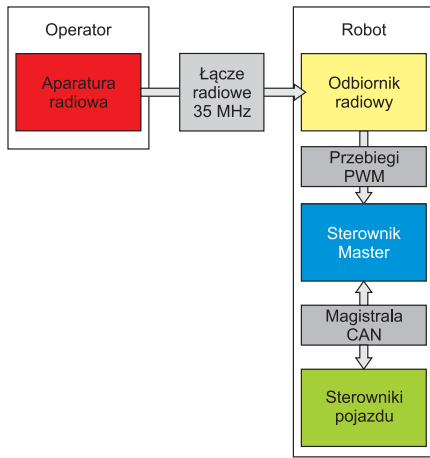 Operator
Aparatura
radiowa
Łącze
radiowe
35 MHz
Robot
Odbiornik
radiowy
Przebiegi
PWM
Sterownik
Master
Magistrala
CAN
Sterowniki
pojazdu